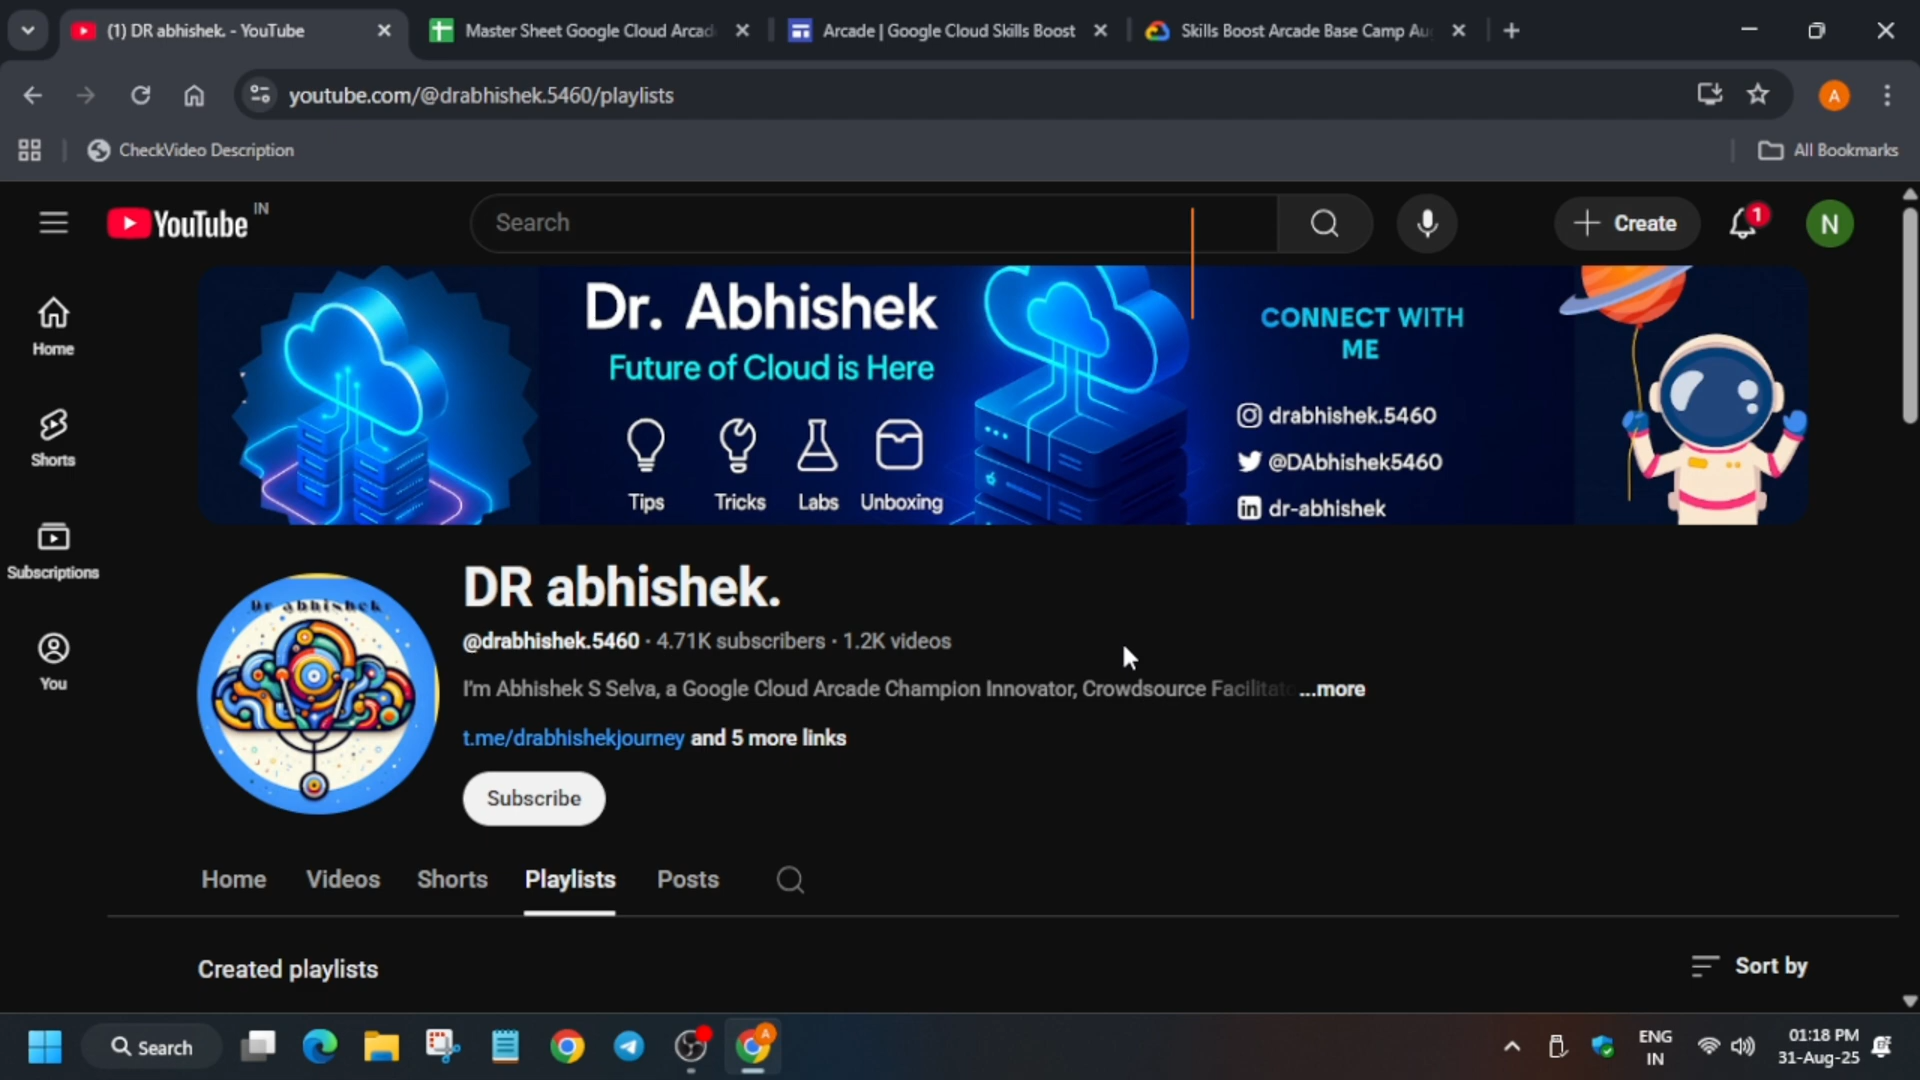 (1) DR abhishek. - YouTube
Master Sheet Google Cloud Arcad
Arcade | Google Cloud Skills Boost
Skills Boost Arcade Base Camp Au
youtube.com/@drabhishek.5460/playlists
A
CheckVideo Description
All Bookmarks
YouTube IN
Search
Create
1
N
Home
Shorts
Subscriptions
You
Dr. Abhishek
Future of Cloud is Here
Tips
Tricks
Labs
Unboxing
CONNECT WITH
ME
drabhishek.5460
@DAbhishek5460
in dr-abhishek
Dr abhishek
DR abhishek.
@drabhishek.5460 · 4.71K subscribers · 1.2K videos
I'm Abhishek S Selva, a Google Cloud Arcade Champion Innovator, Crowdsource Facilitat ...more
t.me/drabhishekjourney and 5 more links
Subscribe
Home
Videos
Shorts
Playlists
Posts
Created playlists
Sort by
Search
A
ENG
IN
01:18 PM
31-Aug-25